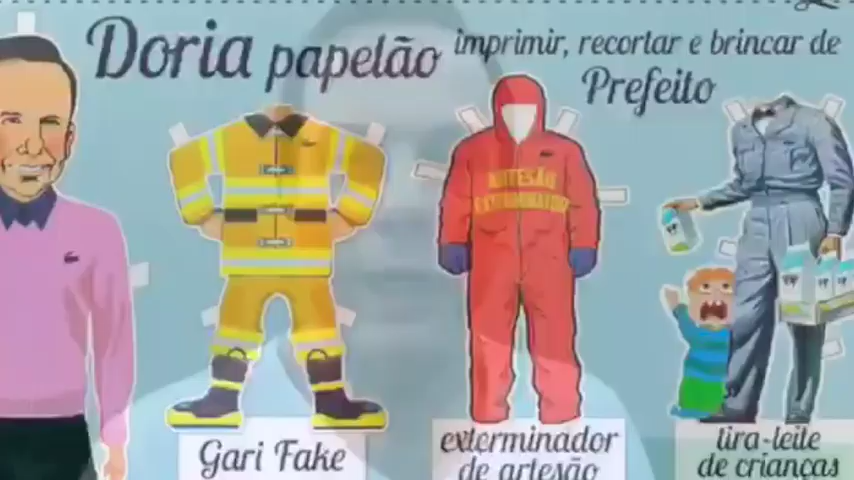 Doria papelão
imprimir, recortar e brincar de
Prefeito
ARTESÃO
EXTERMINATOR
Gari Fake
exterminador
de artesão
tira-leite
de crianças